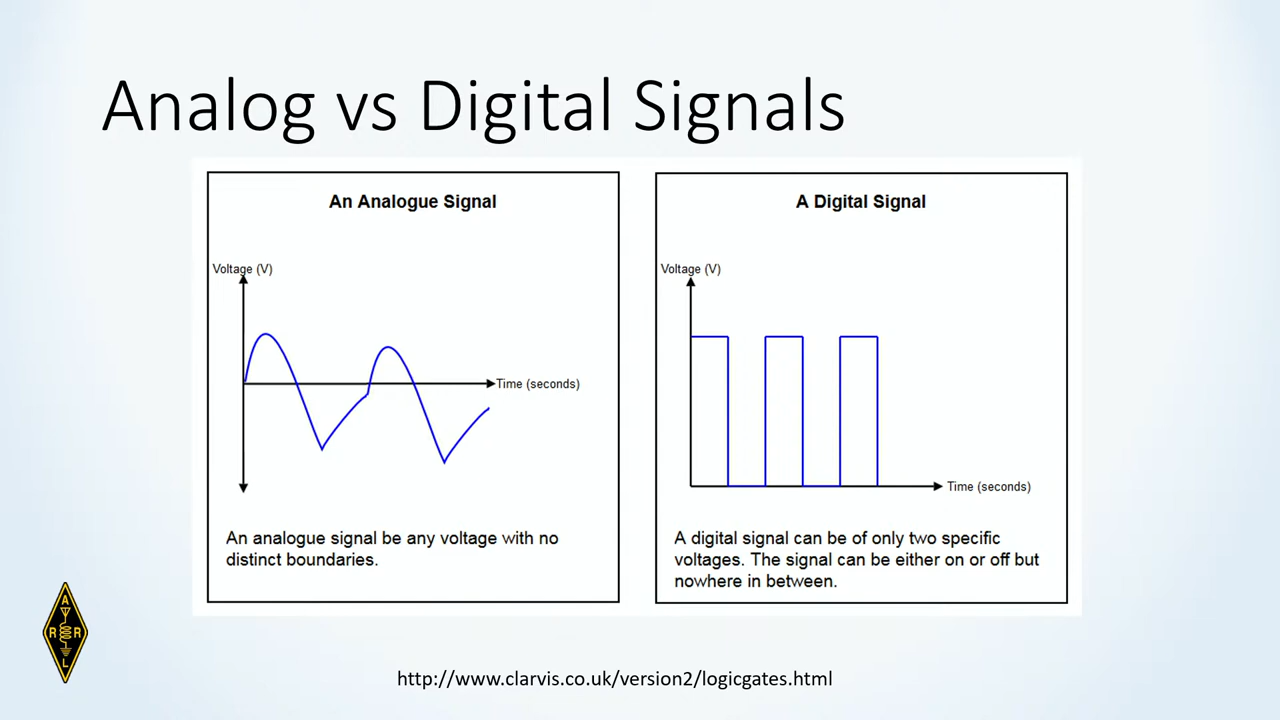 Analog vs Digital Signals
An Analogue Signal
Voltage (V)
Time (seconds)
An analogue signal be any voltage with no
distinct boundaries.
A Digital Signal
Voltage (V)
Time (seconds)
A digital signal can be of only two specific
voltages. The signal can be either on or off but
nowhere in between.
A
R R
L
http://www.clarvis.co.uk/version2/logicgates.html